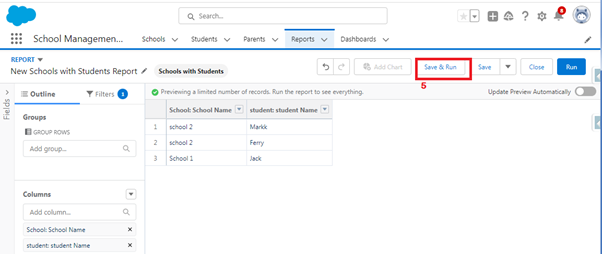 Search...
8
School Managemen...
Schools
Students
Parents
Reports
Dashboards
REPORT
New Schools with Students Report
Schools with Students
Add Chart
Save & Run
Save
Close
Run
5
Fields
Outline
Filters 1
Previewing a limited number of records. Run the report to see everything.
Update Preview Automatically
Groups
GROUP ROWS
Add group...
Columns
Add column...
School: School Name
student: student Name
School: School Name student: student Name
1 school 2 Markk
2 school 2 Ferry
3 School 1 Jack